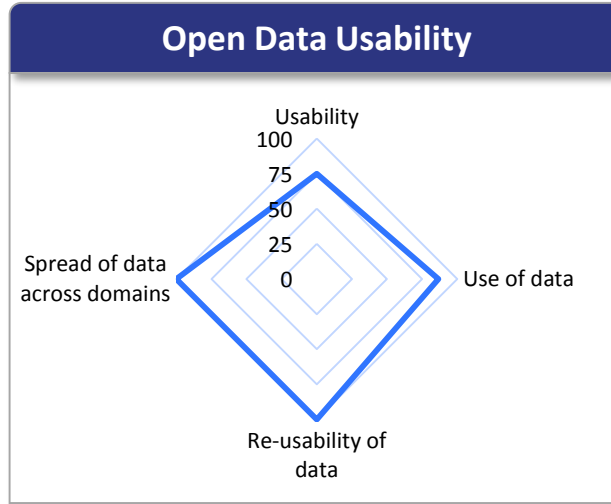 Open Data Usability
Usability
100
75
50
25
0
Spread of data
across domains
Use of data
Re-usability of
data